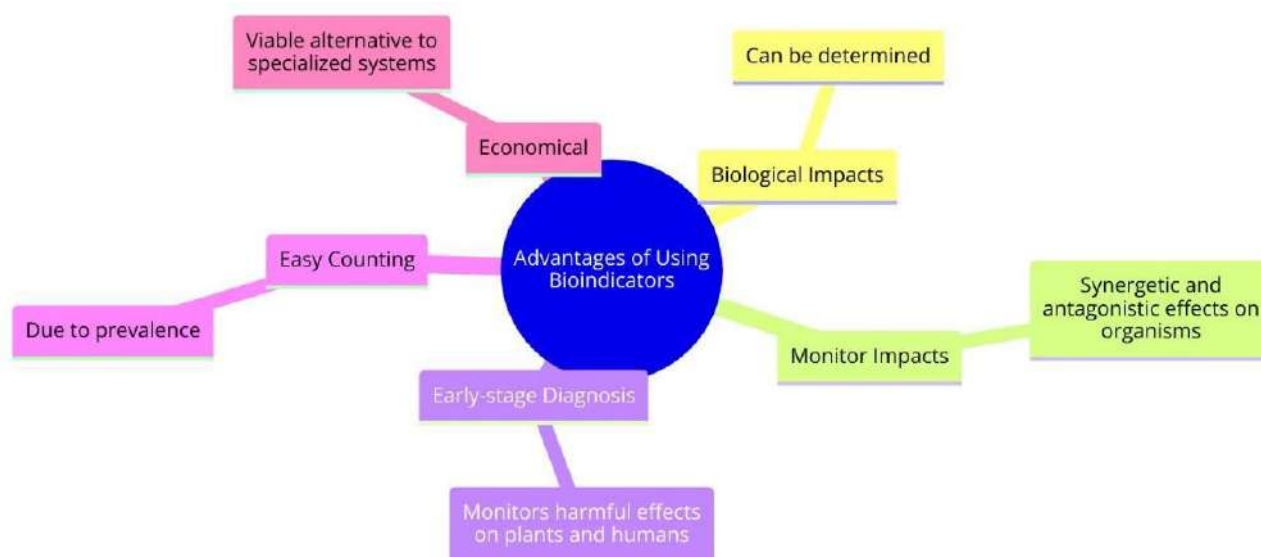 Viable alternative to
specialized systems
Economical
Can be determined
Biological Impacts
Advantages of Using
Bioindicators
Easy Counting
Due to prevalence
Synergetic and
antagonistic effects on
organisms
Monitor Impacts
Early-stage Diagnosis
Monitors harmful effects
on plants and humans